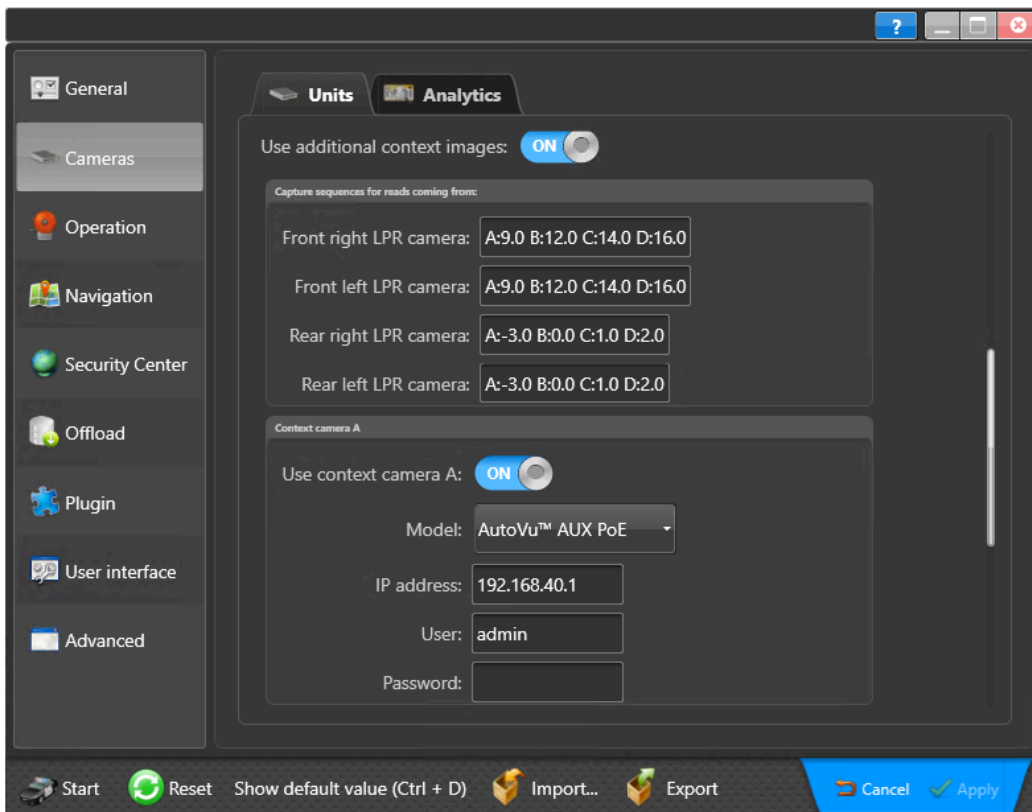 ?
General
Cameras
Operation
Navigation
Security Center
Offload
Plugin
User interface
Advanced
Units
Analytics
Use additional context images: ON
Capture sequences for reads coming from:
Front right LPR camera: A:9.0 B:12.0 C:14.0 D:16.0
Front left LPR camera: A:9.0 B:12.0 C:14.0 D:16.0
Rear right LPR camera: A:-3.0 B:0.0 C:1.0 D:2.0
Rear left LPR camera: A:-3.0 B:0.0 C:1.0 D:2.0
Context camera A
Use context camera A: ON
Model: AutoVu™ AUX PoE
IP address: 192.168.40.1
User: admin
Password:
Start Reset Show default value (Ctrl + D) Import... Export Cancel Apply